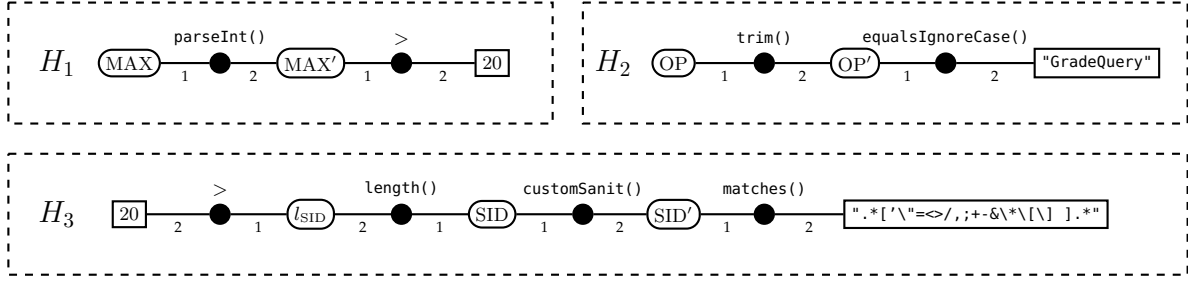 parseInt() >
H1 MAX MAX′ 20
1 2 1 2
trim() equalsIgnoreCase()
H2 OP OP′ "GradeQuery"
1 2 1 2
> length() customSanit() matches()
H3 20 lSID SID SID′ ".*['\"=<>/,;+-&\*\[\] ].*"
2 1 2 1 1 2 1 2